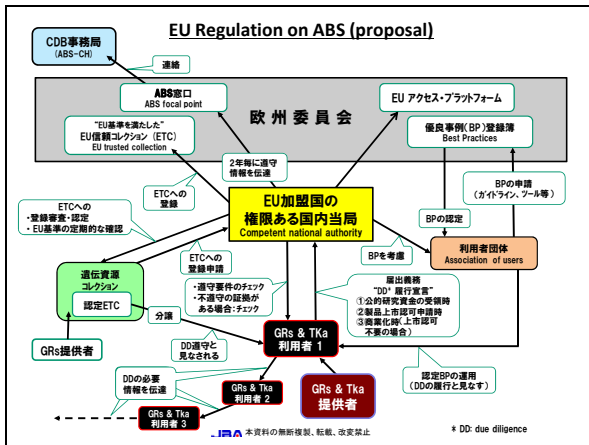 EU Regulation on ABS (proposal)
CDB事務局
(ABS-CH)
連絡
ABS窓口
ABS focal point
EU アクセス・プラットフォーム
欧州委員会
“EU基準を満たした”
EU信頼コレクション(ETC)
EU trusted collection
優良事例(BP)登録簿
Best Practices
2年毎に遵守
情報を伝達
ETCへの
登録
BPの申請
(ガイドライン、ツール等)
EU加盟国の
権限ある国内当局
Competent national authority
ETCへの
・登録審査・認定
・EU基準の定期的な確認
BPの認定
利用者団体
Association of users
BPを考慮
ETCへの
登録申請
遺伝資源
コレクション
認定ETC
・遵守要件のチェック
・不遵守の証拠が
ある場合:チェック
届出義務
“DD* 履行宣言”
①公的研究資金の受領時
②製品上市認可申請時
③商業化時(上市認可
不要の場合)
分譲
GRs提供者
DD遵守と
見なされる
GRs & TKa
利用者 1
認定BPの運用
(DDの履行と見なす)
DDの必要
情報を伝達
GRs & Tka
利用者 2
GRs & TKa
提供者
GRs & Tka
利用者 3
JBA 本資料の無断複製、転載、改変禁止
* DD: due diligence